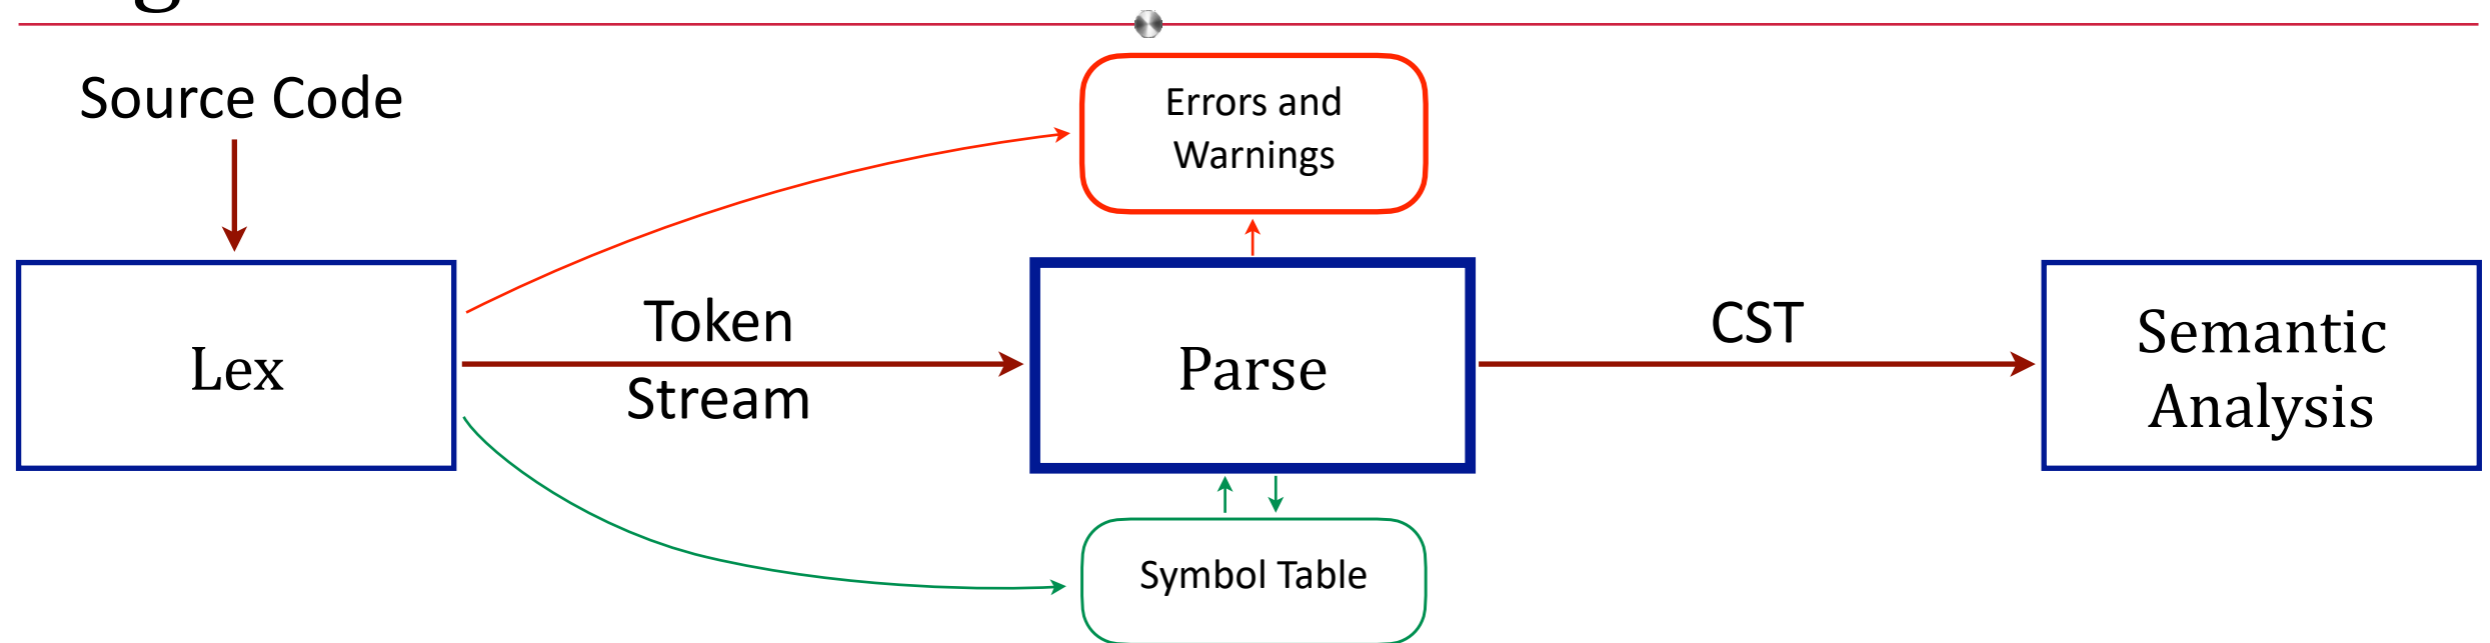 Source Code
Errors and
Warnings
Lex
Token
Stream
Parse
CST
Semantic
Analysis
Symbol Table